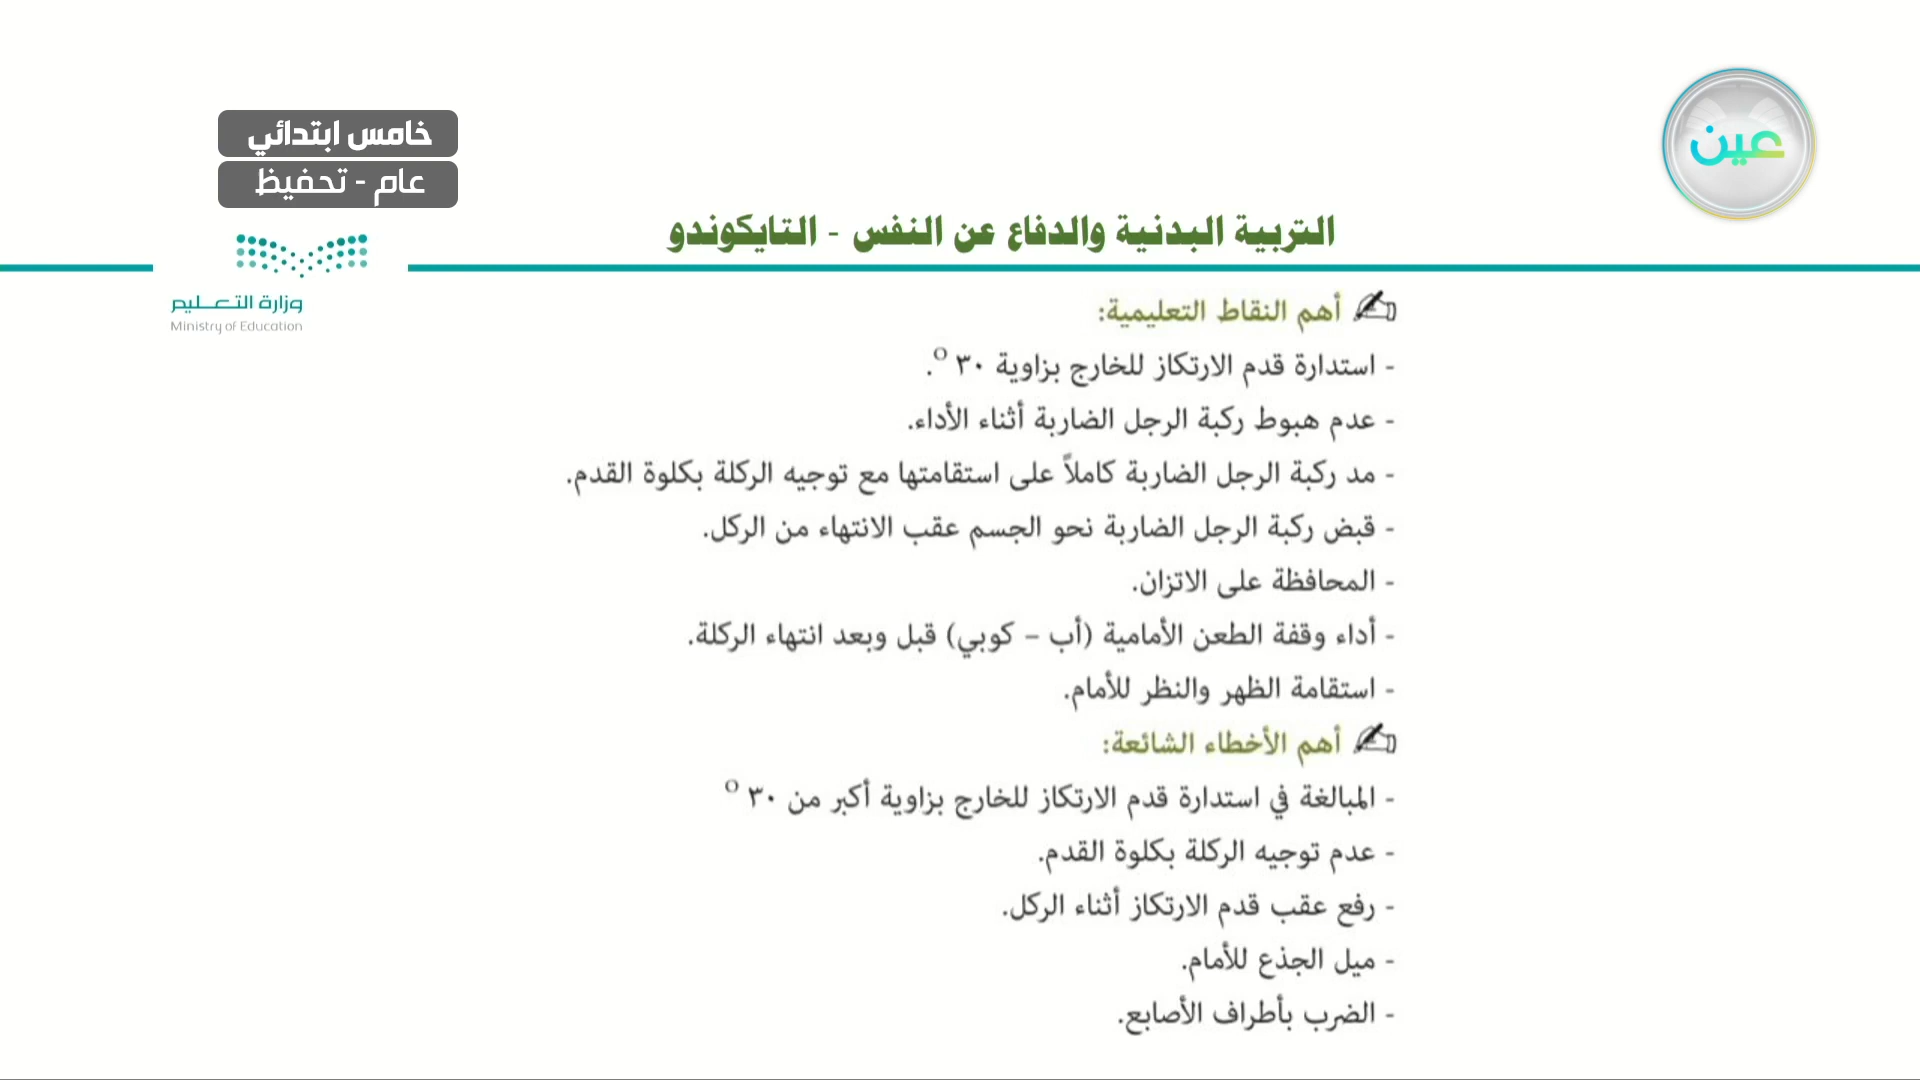 عين
خامس ابتدائي
عام - تحفيظ
التربية البدنية والدفاع عن النفس - التايكوندو
وزارة التعليم
Ministry of Education
أهم النقاط التعليمية:
- استدارة قدم الارتكاز للخارج بزاوية ٣٠ °.
- عدم هبوط ركبة الرجل الضاربة أثناء الأداء.
- مد ركبة الرجل الضاربة كاملاً على استقامتها مع توجيه الركلة بكلوة القدم.
- قبض ركبة الرجل الضاربة نحو الجسم عقب الانتهاء من الركل.
- المحافظة على الاتزان.
- أداء وقفة الطعن الأمامية (أب – كوبي) قبل وبعد انتهاء الركلة.
- استقامة الظهر والنظر للأمام.
أهم الأخطاء الشائعة:
- المبالغة في استدارة قدم الارتكاز للخارج بزاوية أكبر من ٣٠ °
- عدم توجيه الركلة بكلوة القدم.
- رفع عقب قدم الارتكاز أثناء الركل.
- ميل الجذع للأمام.
- الضرب بأطراف الأصابع.